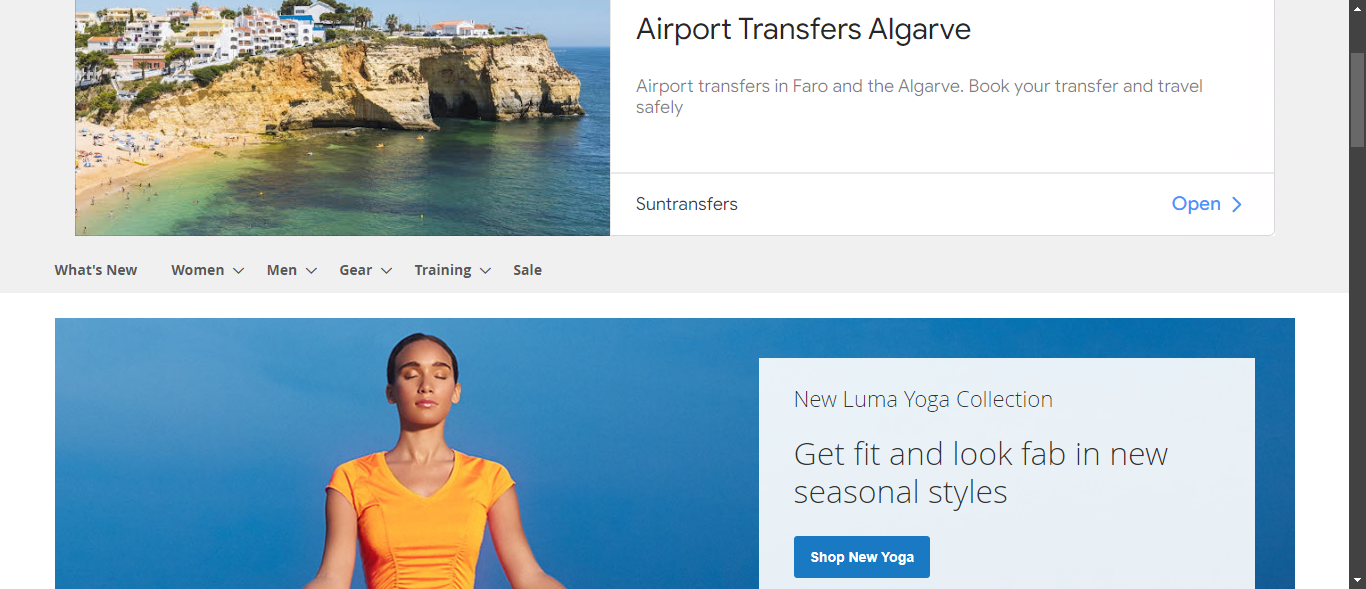 Airport Transfers Algarve
Airport transfers in Faro and the Algarve. Book your transfer and travel
safely
Suntransfers
Open
What's New Women Men Gear Training Sale
New Luma Yoga Collection
Get fit and look fab in new
seasonal styles
Shop New Yoga